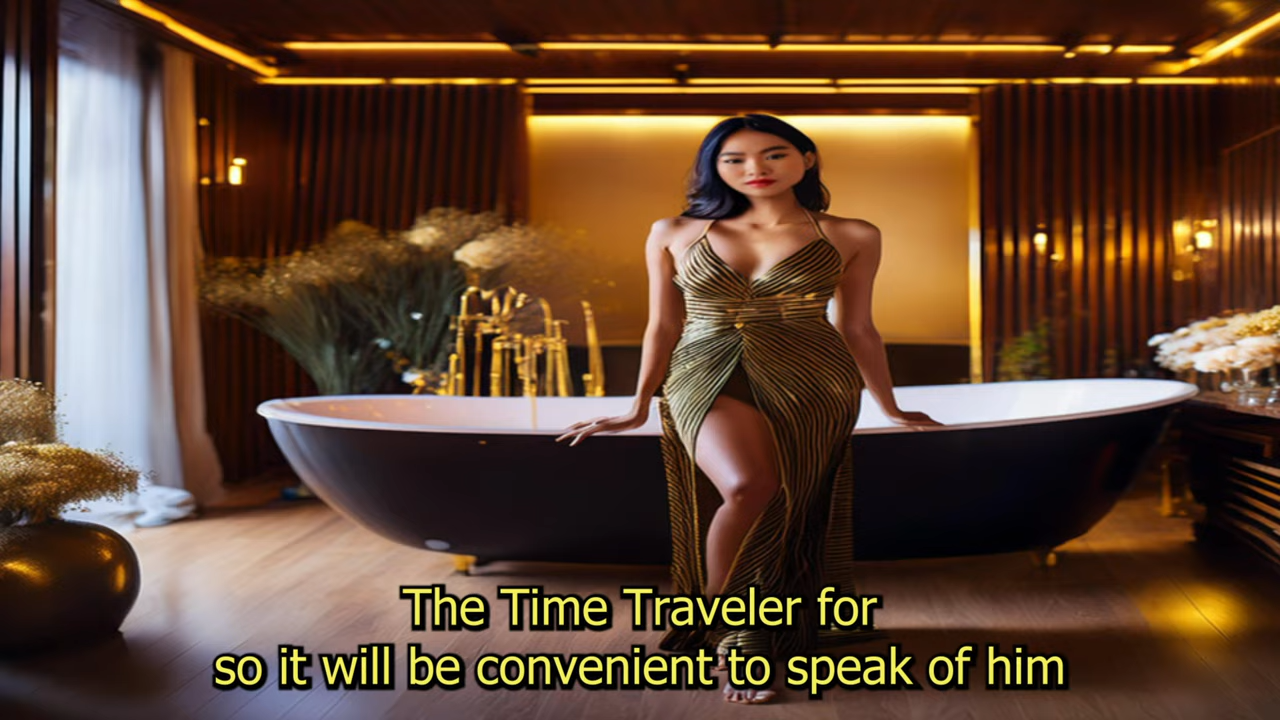 The Time Traveler for
so it will be convenient to speak of him